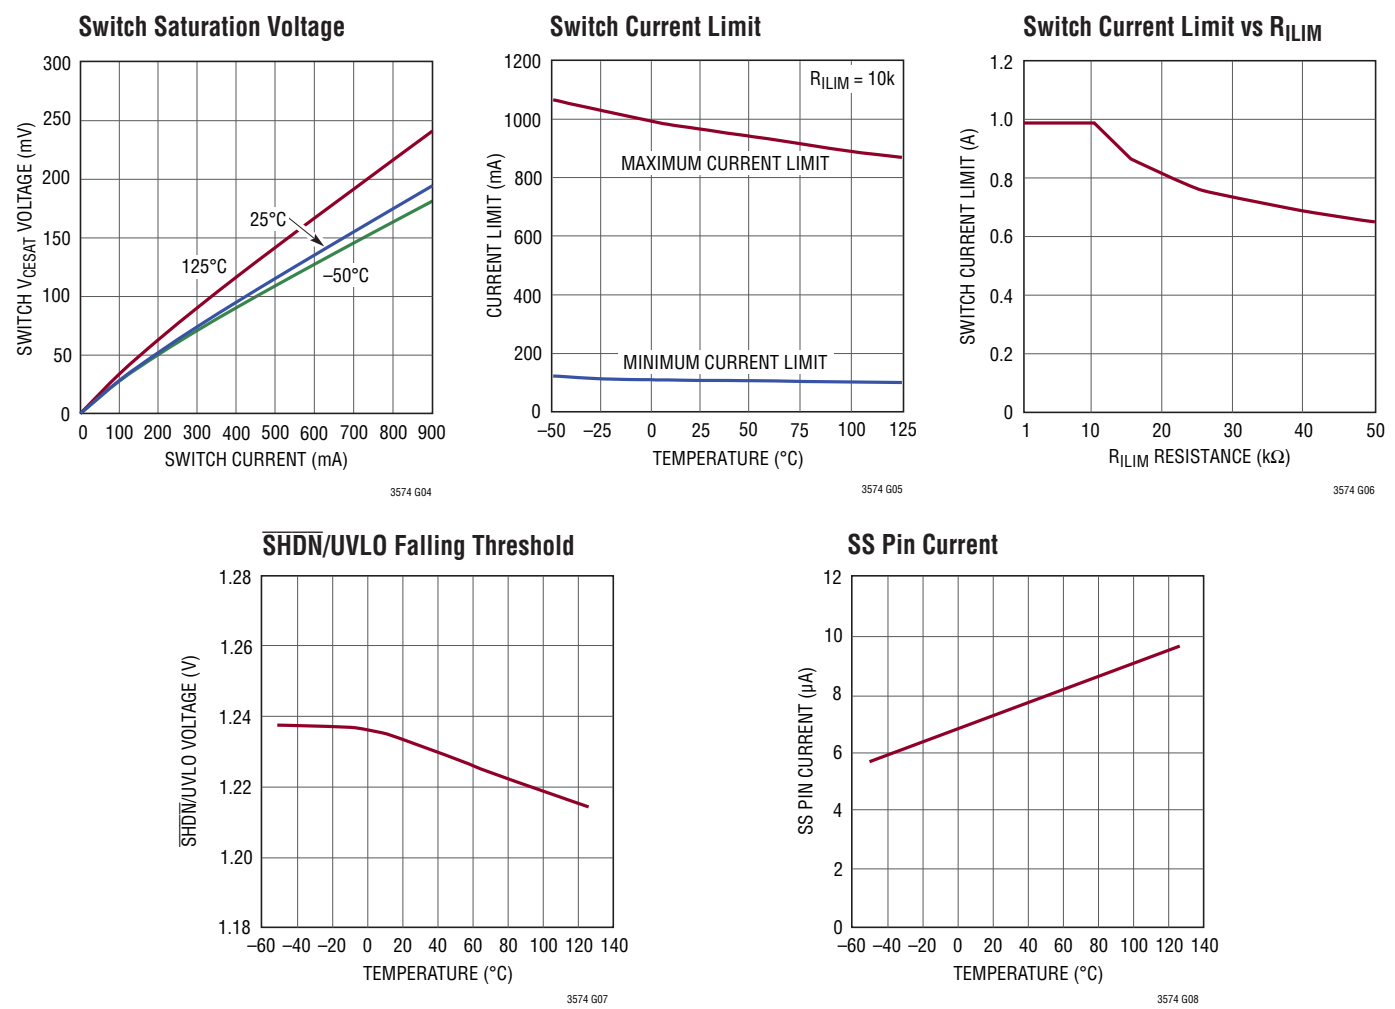 Switch Saturation Voltage
300
250
200
150
100
50
0
SWITCH VCESAT VOLTAGE (mV)
25°C
125°C
–50°C
0 100 200 300 400 500 600 700 800 900
SWITCH CURRENT (mA)
3574 G04
Switch Current Limit
1200
1000
800
600
400
200
0
CURRENT LIMIT (mA)
RILIM = 10k
MAXIMUM CURRENT LIMIT
MINIMUM CURRENT LIMIT
–50 –25 0 25 50 75 100 125
TEMPERATURE (°C)
3574 G05
Switch Current Limit vs RILIM
1.2
1.0
0.8
0.6
0.4
0.2
0
SWITCH CURRENT LIMIT (A)
1 10 20 30 40 50
RILIM RESISTANCE (kΩ)
3574 G06
SHDN/UVLO Falling Threshold
1.28
1.26
1.24
1.22
1.20
1.18
SHDN/UVLO VOLTAGE (V)
–60 –40 –20 0 20 40 60 80 100 120 140
TEMPERATURE (°C)
3574 G07
SS Pin Current
12
10
8
6
4
2
0
SS PIN CURRENT (µA)
–60 –40 –20 0 20 40 60 80 100 120 140
TEMPERATURE (°C)
3574 G08